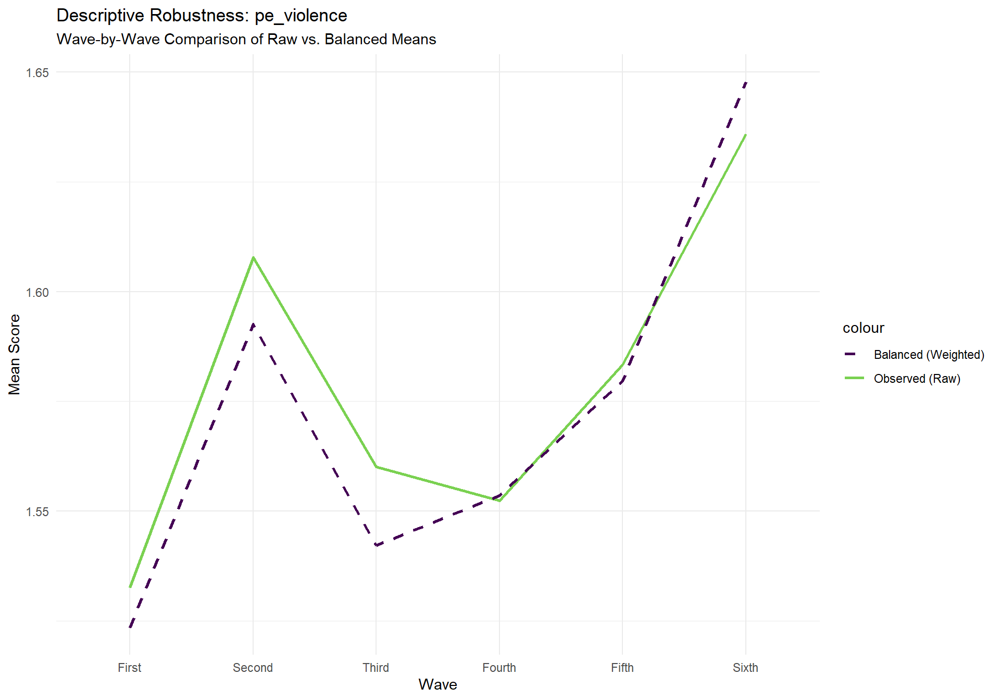 Descriptive Robustness: pe_violence
Wave-by-Wave Comparison of Raw vs. Balanced Means
1.65
1.60
1.55
Mean Score
First
Second
Third
Fourth
Fifth
Sixth
Wave
colour
Balanced (Weighted)
Observed (Raw)